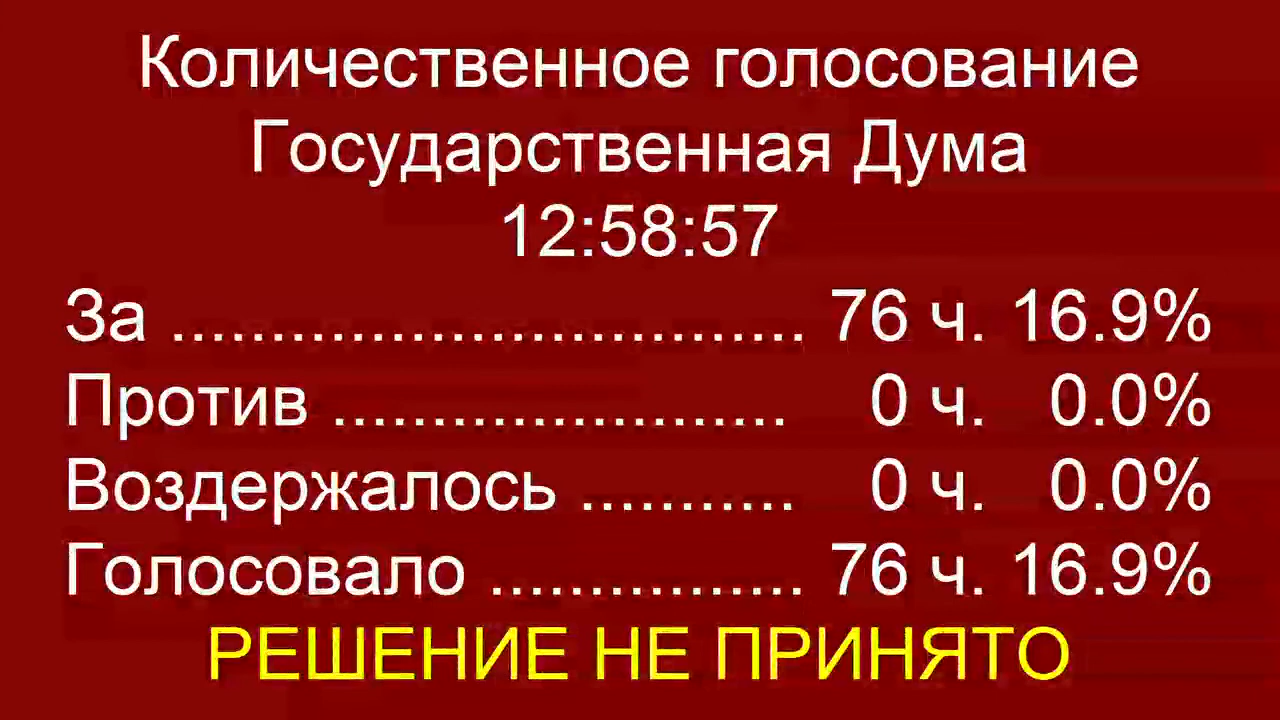 Количественное голосование
Государственная Дума
12:58:57
За ................................ 76 ч. 16.9%
Против ....................... 0 ч. 0.0%
Воздержалось ........... 0 ч. 0.0%
Голосовало ................ 76 ч. 16.9%
РЕШЕНИЕ НЕ ПРИНЯТО